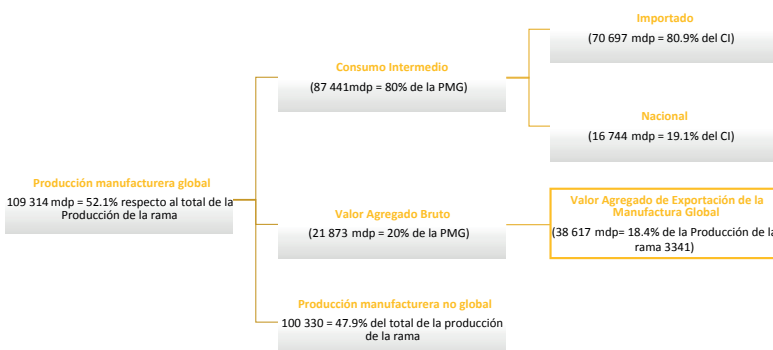 Producción manufacturera global
109 314 mdp = 52.1% respecto al total de la
Producción de la rama
Consumo Intermedio
(87 441mdp = 80% de la PMG)
Importado
(70 697 mdp = 80.9% del CI)
Nacional
(16 744 mdp = 19.1% del CI)
Valor Agregado Bruto
(21 873 mdp = 20% de la PMG)
Valor Agregado de Exportación de la
Manufactura Global
(38 617 mdp= 18.4% de la Producción de la
rama 3341)
Producción manufacturera no global
100 330 = 47.9% del total de la producción
de la rama